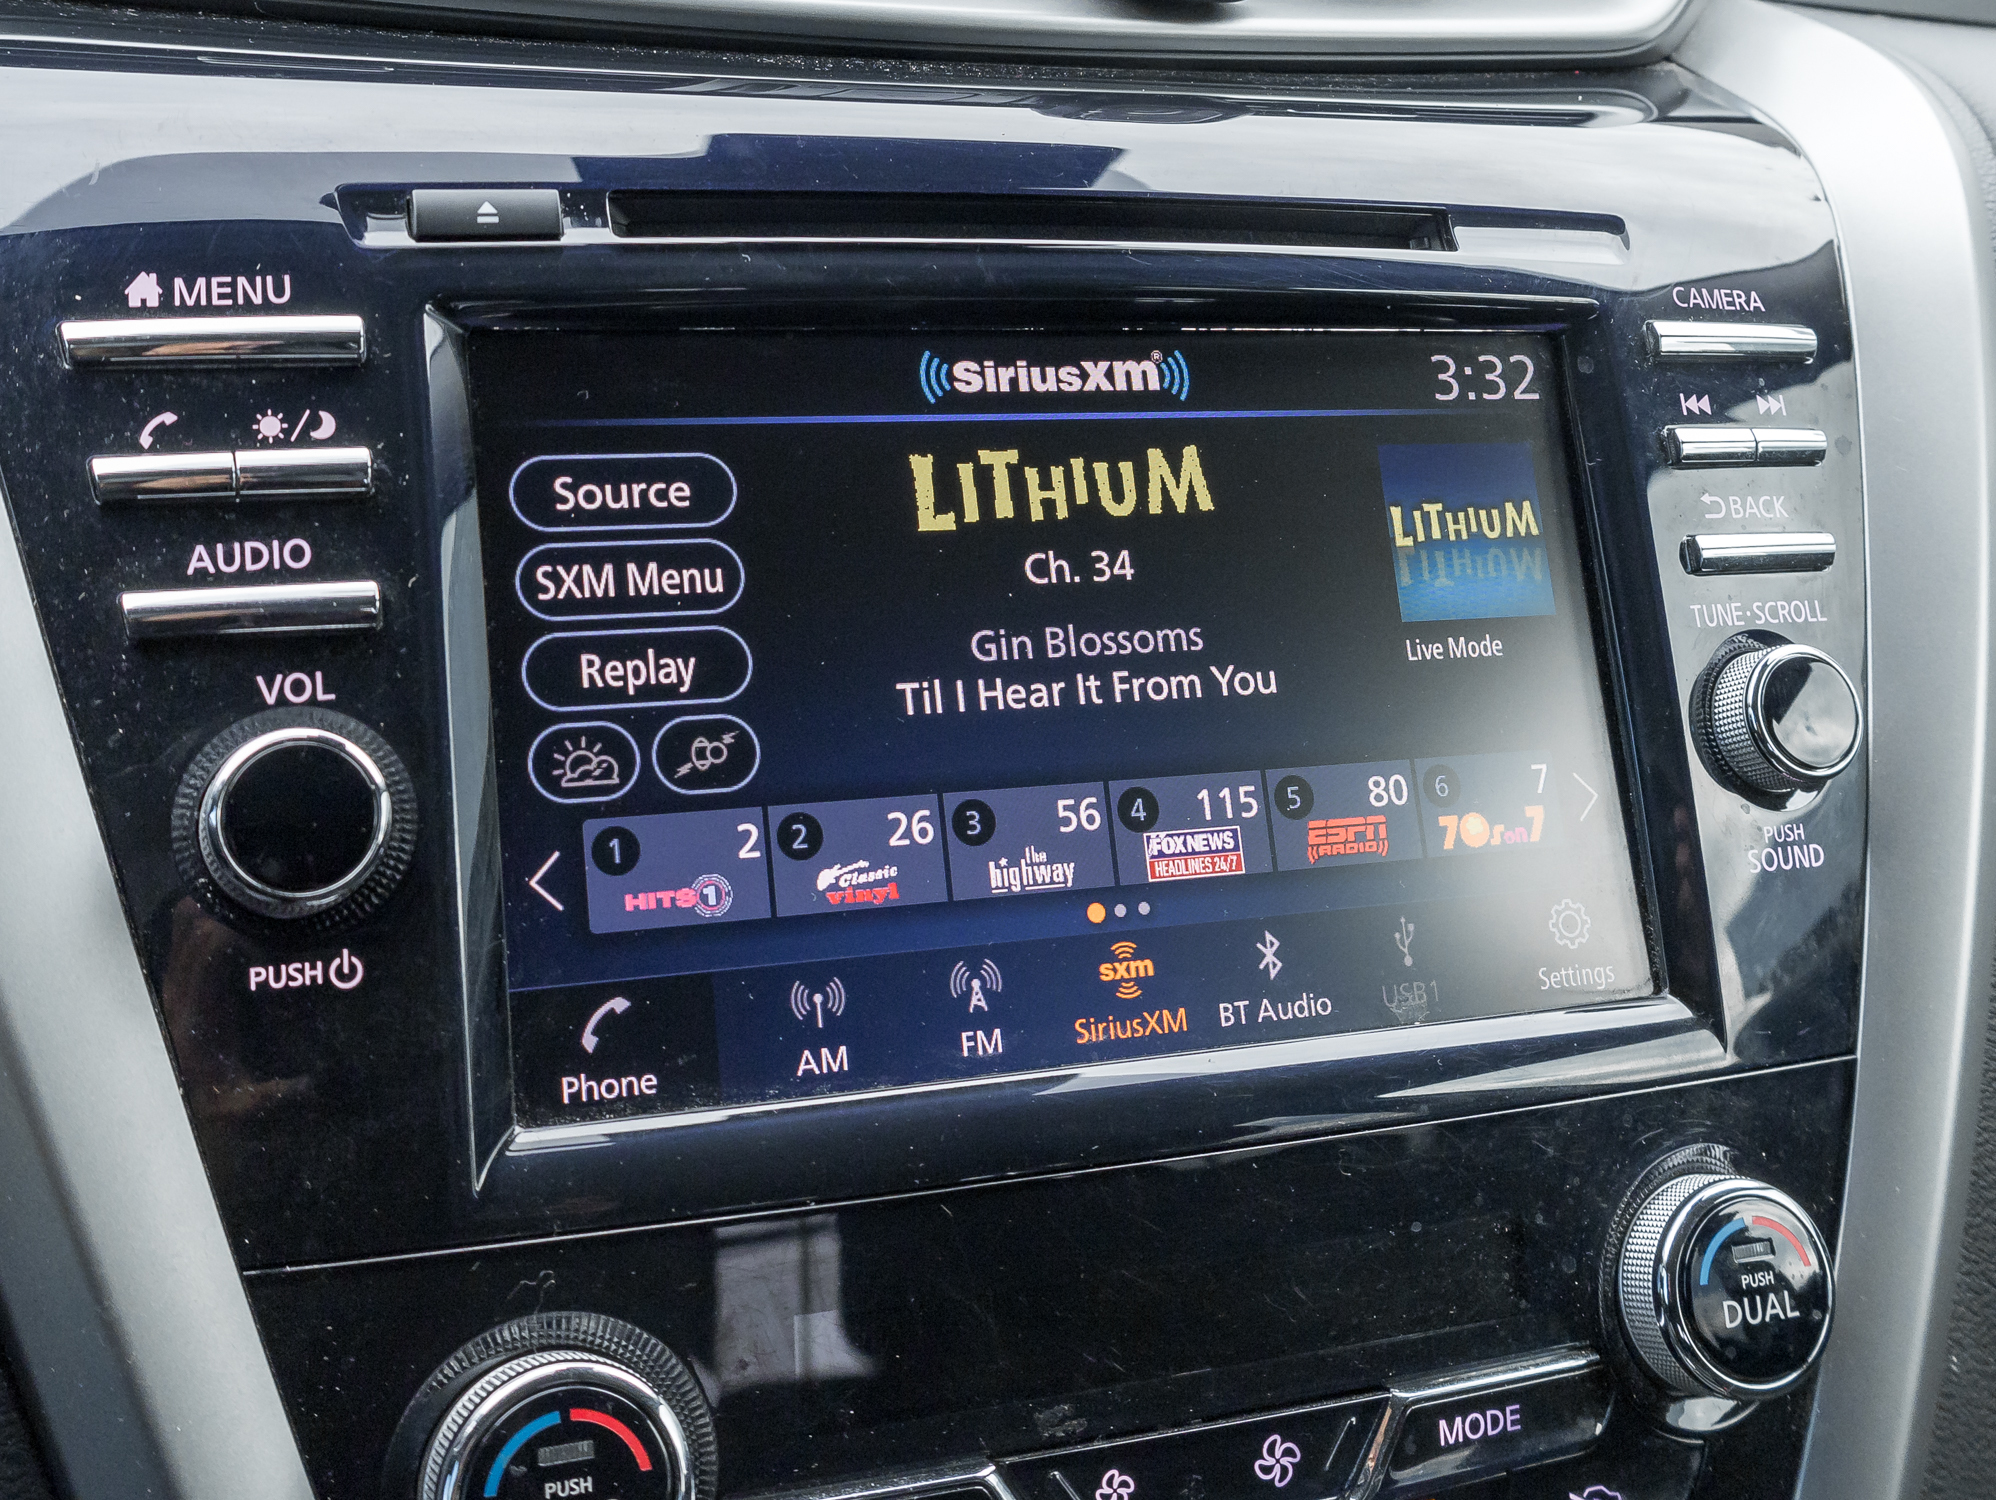 MENU
CAMERA
SiriusXM®
3:32
AUDIO
VOL
PUSH
Source
SXM Menu
Replay
LITHIUM
Ch. 34
Gin Blossoms
Til I Hear It From You
LITHIUM
Live Mode
BACK
TUNE·SCROLL
PUSH
SOUND
1 2
HITS 1
2 26
Classic
vinyl
3 56
the
highway
4 115
FOX NEWS
HEADLINES 24/7
5 80
ESPN
RADIO
6 7
70s on 7
Phone
AM
FM
sxm
SiriusXM
BT Audio
USB1
Settings
PUSH
DUAL
MODE
PUSH